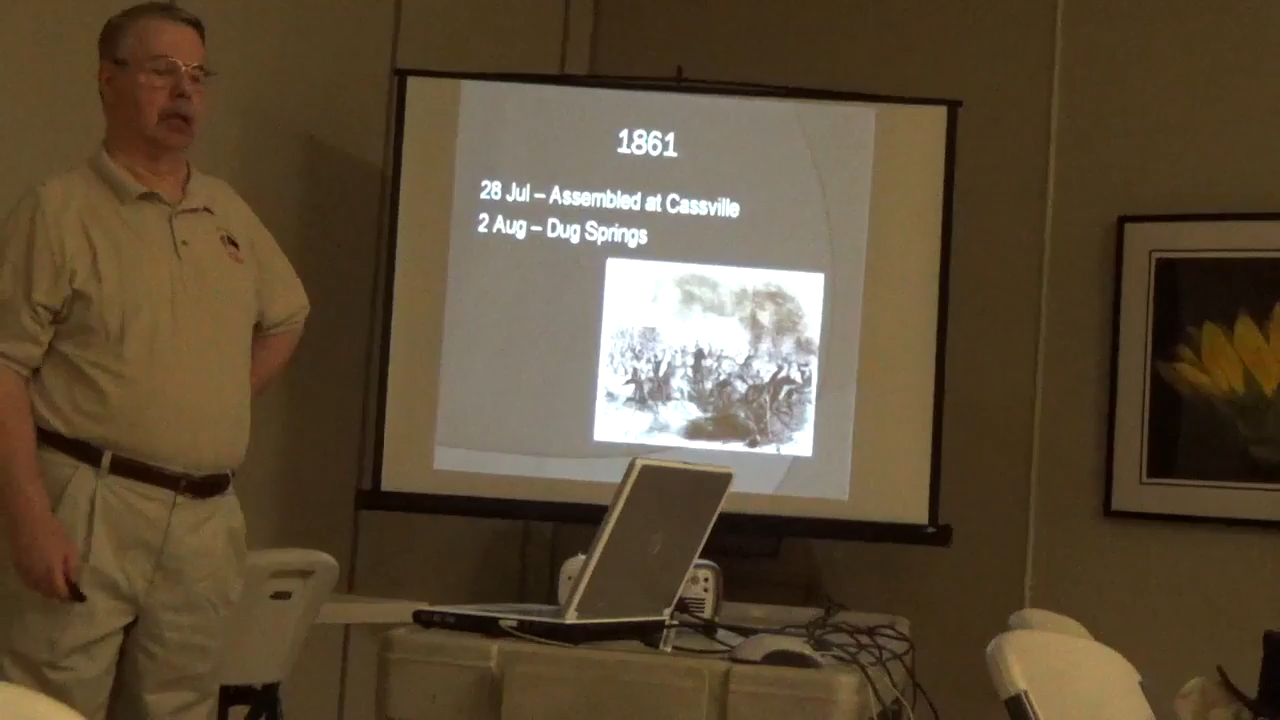 1861
28 Jul – Assembled at Cassville
2 Aug – Dug Springs